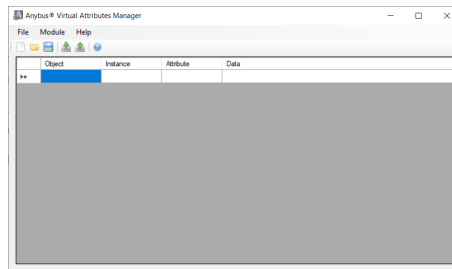 Anybus® Virtual Attributes Manager
File Module Help
Object Instance Attribute Data